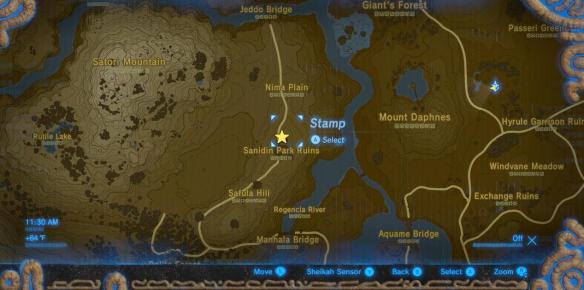 Jeddo Bridge
Giant's Forest
Passeri Green
Satori Mountain
Nima Plain
Mount Daphnes
Stamp
A Select
Hyrule Garrison Ruin
Rutile Lake
Sanidin Park Ruins
Windvane Meadow
Safula Hill
Exchange Ruins
Regencia River
11:30 AM
+64°F
Manhala Bridge
Aquame Bridge
Off
Move
Sheikah Sensor
Back
Select
Zoom